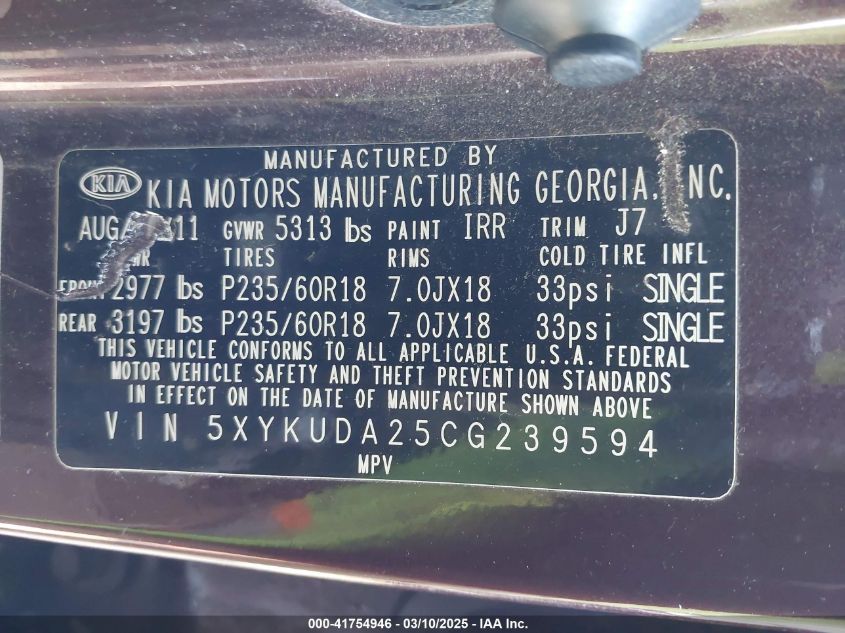 MANUFACTURED BY
KIA KIA MOTORS MANUFACTURING GEORGIA, INC.
AUG/ 11 GVWR 5313 lbs PAINT IRR TRIM J7
TIRES RIMS COLD TIRE INFL
FRONT 2977 lbs P235/60R18 7.0JX18 33psi SINGLE
REAR 3197 lbs P235/60R18 7.0JX18 33psi SINGLE
THIS VEHICLE CONFORMS TO ALL APPLICABLE U.S.A. FEDERAL
MOTOR VEHICLE SAFETY AND THEFT PREVENTION STANDARDS
IN EFFECT ON THE DATE OF MANUFACTURE SHOWN ABOVE
VIN 5XYKUDA25CG239594
MPV
000-41754946 - 03/10/2025 - IAA Inc.